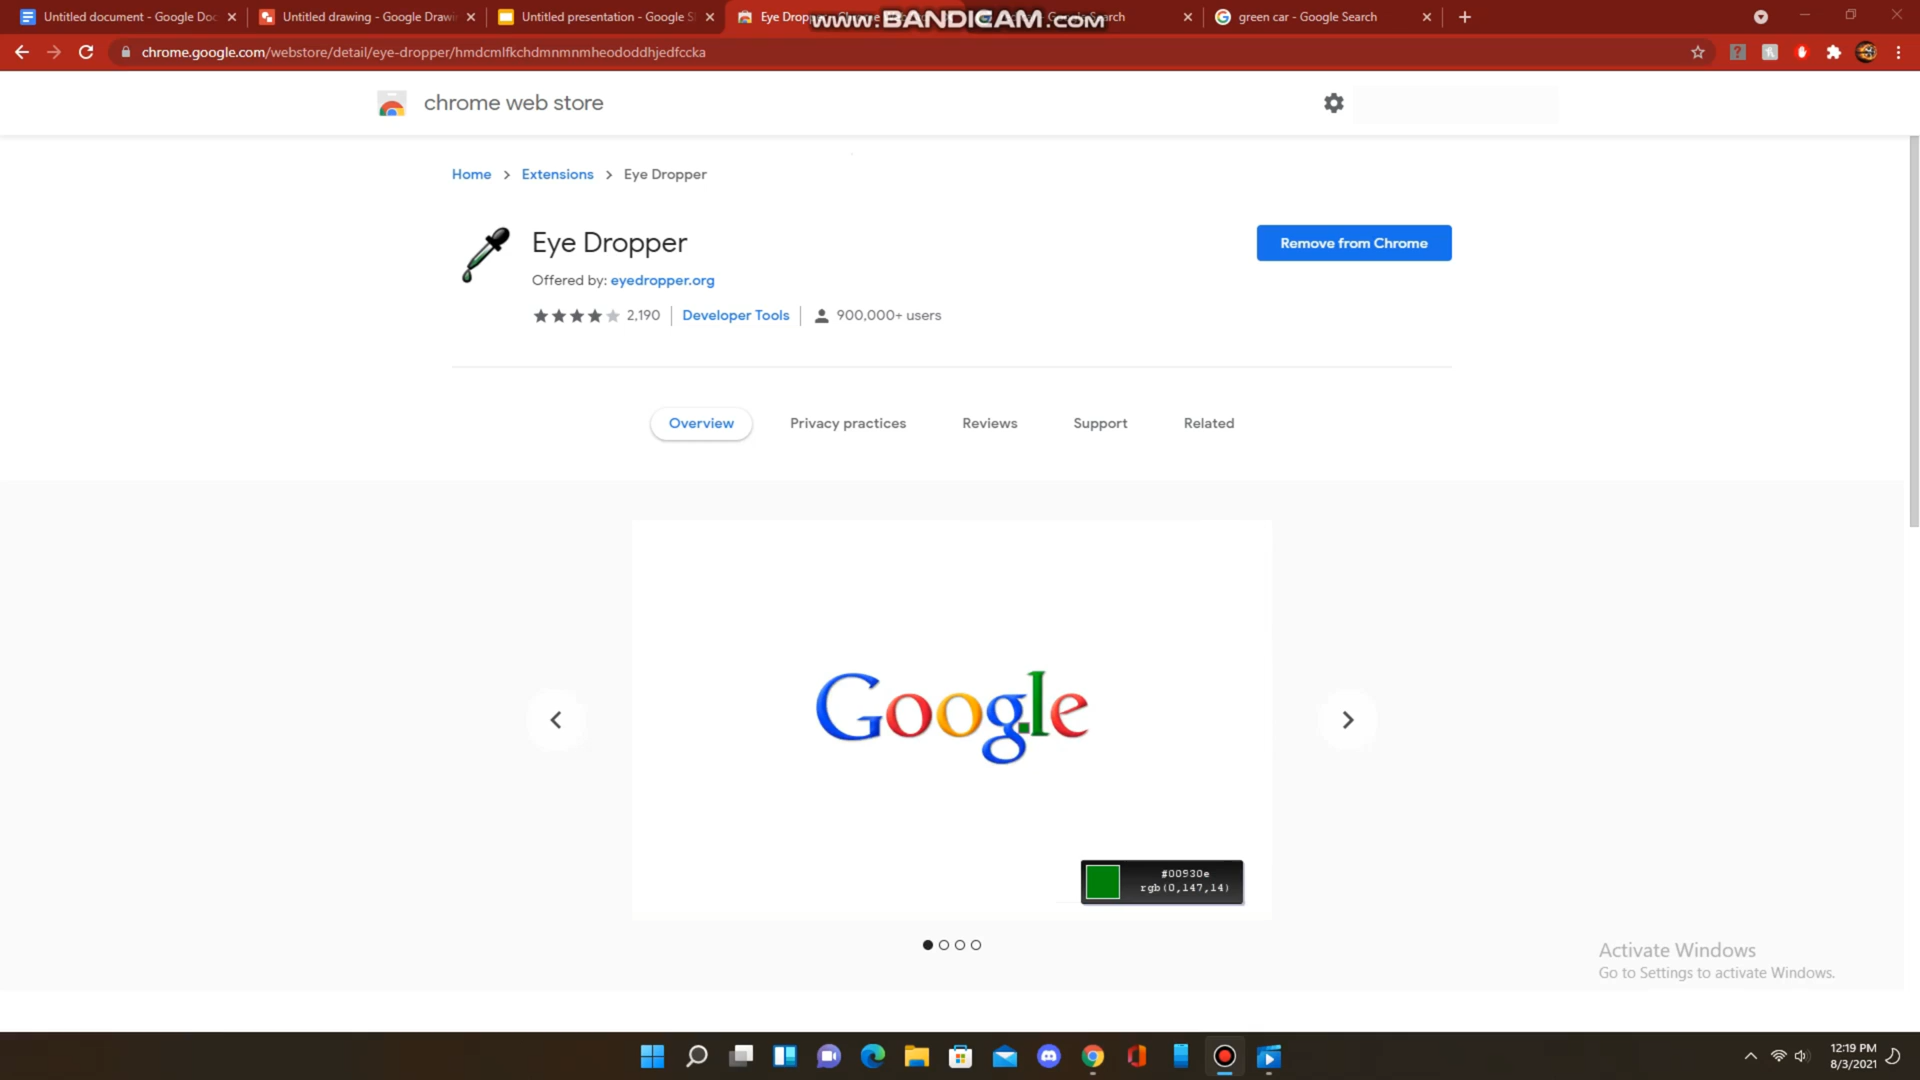 Untitled document - Google Doc
Untitled drawing - Google Drawi
Untitled presentation - Google S
Eye Drop
www.BANDICAM.com
green car - Google Search
chrome.google.com/webstore/detail/eye-dropper/hmdcmlfkchdmnmnmheododdhjedfccka
chrome web store
Home > Extensions > Eye Dropper
Eye Dropper
Remove from Chrome
Offered by: eyedropper.org
2,190 | Developer Tools | 900,000+ users
Overview
Privacy practices
Reviews
Support
Related
Google
#00930e
rgb(0,147,14)
Activate Windows
Go to Settings to activate Windows.
12:19 PM
8/3/2021